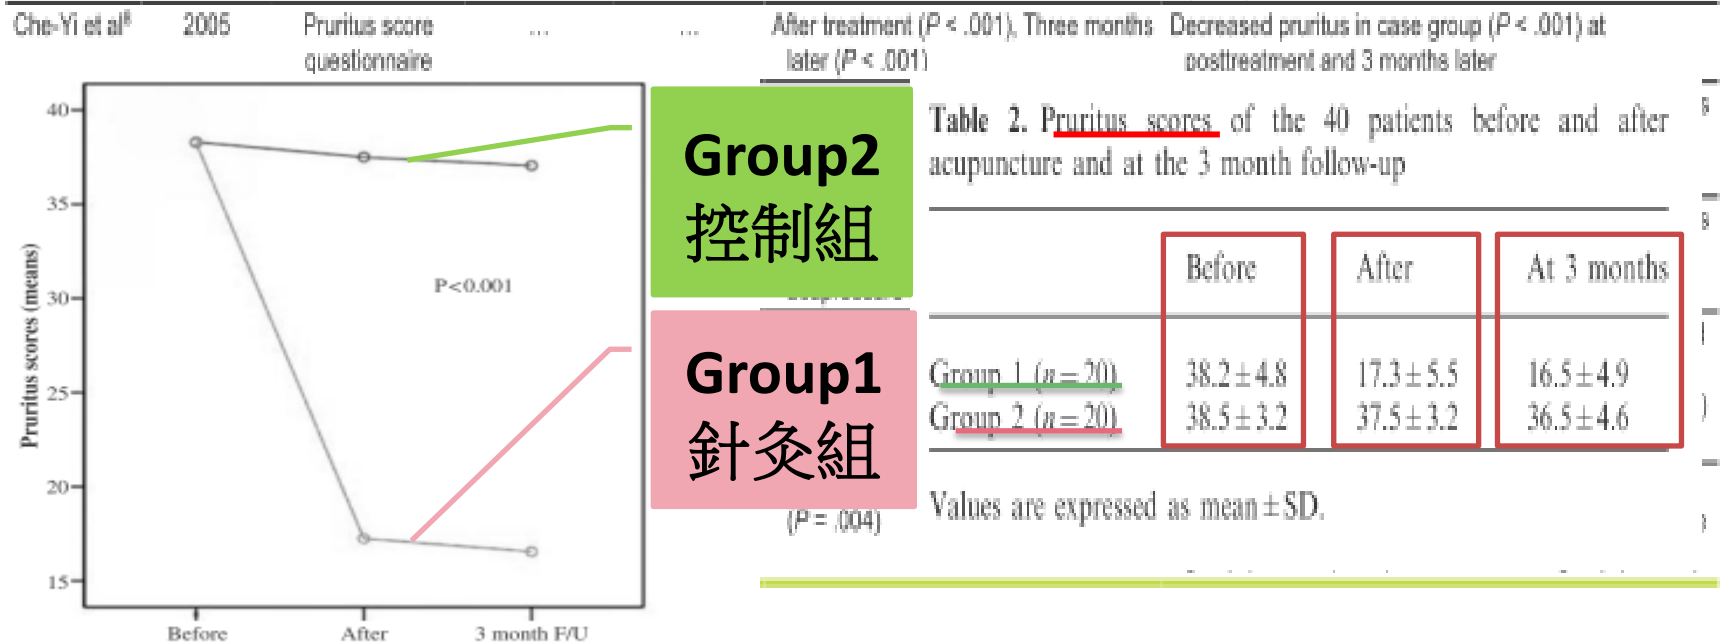 Che-Yi et al⁸ 2005 Pruritus score ... ... After treatment (P < .001), Three months Decreased pruritus in case group (P < .001) at
questionnaire later (P < .001) posttreatment and 3 months later
40
35
30
25
20
15
Pruritus scores (means)
P<0.001
Before After 3 month F/U
Group2
控制組
Group1
針灸組
(P = .004)
Table 2. Pruritus scores of the 40 patients before and after
acupuncture and at the 3 month follow-up
Before After At 3 months
Group 1 (n=20) 38.2±4.8 17.3±5.5 16.5±4.9
Group 2 (n=20) 38.5±3.2 37.5±3.2 36.5±4.6
Values are expressed as mean±SD.